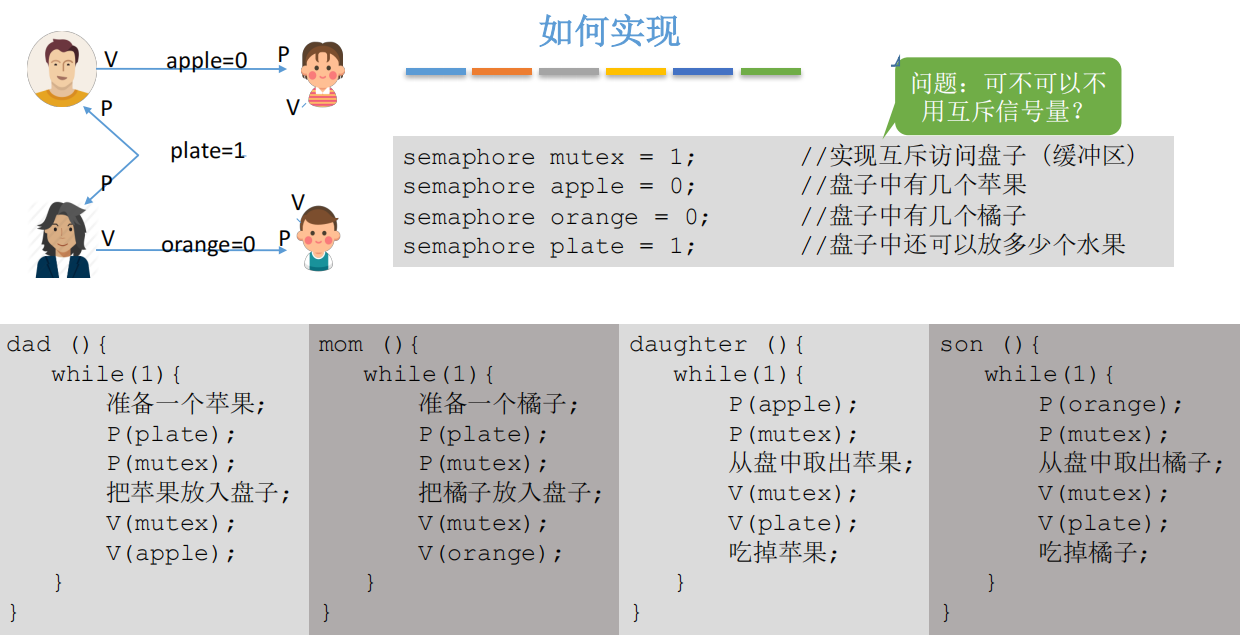 如何实现
V apple=0 P
V
P
plate=1
P
V
V orange=0 P
问题：可不可以不
用互斥信号量？
semaphore mutex = 1; //实现互斥访问盘子（缓冲区）
semaphore apple = 0; //盘子中有几个苹果
semaphore orange = 0; //盘子中有几个橘子
semaphore plate = 1; //盘子中还可以放多少个水果
dad (){
while(1){
准备一个苹果;
P(plate);
P(mutex);
把苹果放入盘子;
V(mutex);
V(apple);
}
}
mom (){
while(1){
准备一个橘子;
P(plate);
P(mutex);
把橘子放入盘子;
V(mutex);
V(orange);
}
}
daughter (){
while(1){
P(apple);
P(mutex);
从盘中取出苹果;
V(mutex);
V(plate);
吃掉苹果;
}
}
son (){
while(1){
P(orange);
P(mutex);
从盘中取出橘子;
V(mutex);
V(plate);
吃掉橘子;
}
}